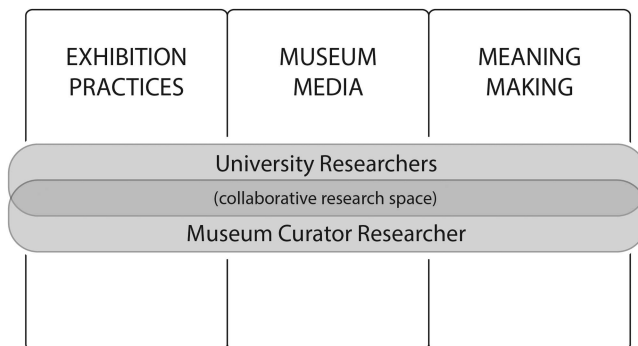 EXHIBITION
PRACTICES
MUSEUM
MEDIA
MEANING
MAKING
University Researchers
(collaborative research space)
Museum Curator Researcher